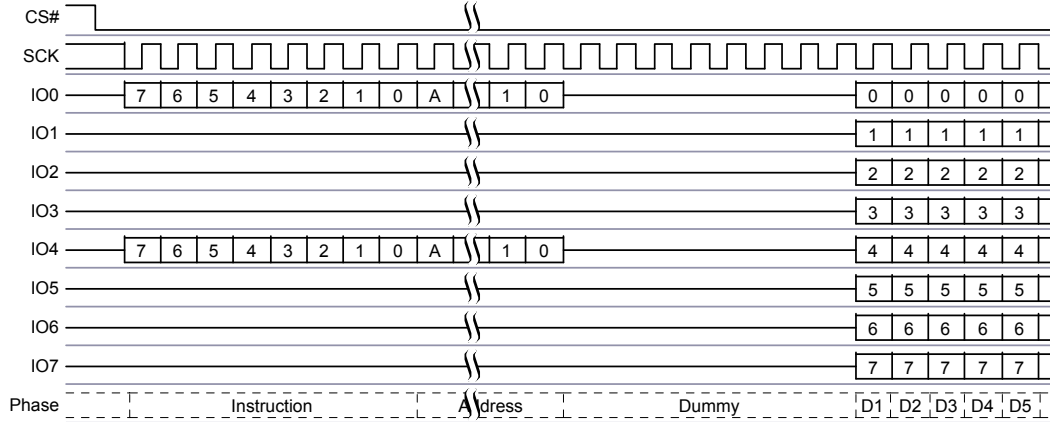 CS#
SCK
IO0 7 6 5 4 3 2 1 0 A 1 0 0 0 0 0 0
IO1 1 1 1 1 1
IO2 2 2 2 2 2
IO3 3 3 3 3 3
IO4 7 6 5 4 3 2 1 0 A 1 0 4 4 4 4 4
IO5 5 5 5 5 5
IO6 6 6 6 6 6
IO7 7 7 7 7 7
Phase Instruction Address Dummy D1 D2 D3 D4 D5